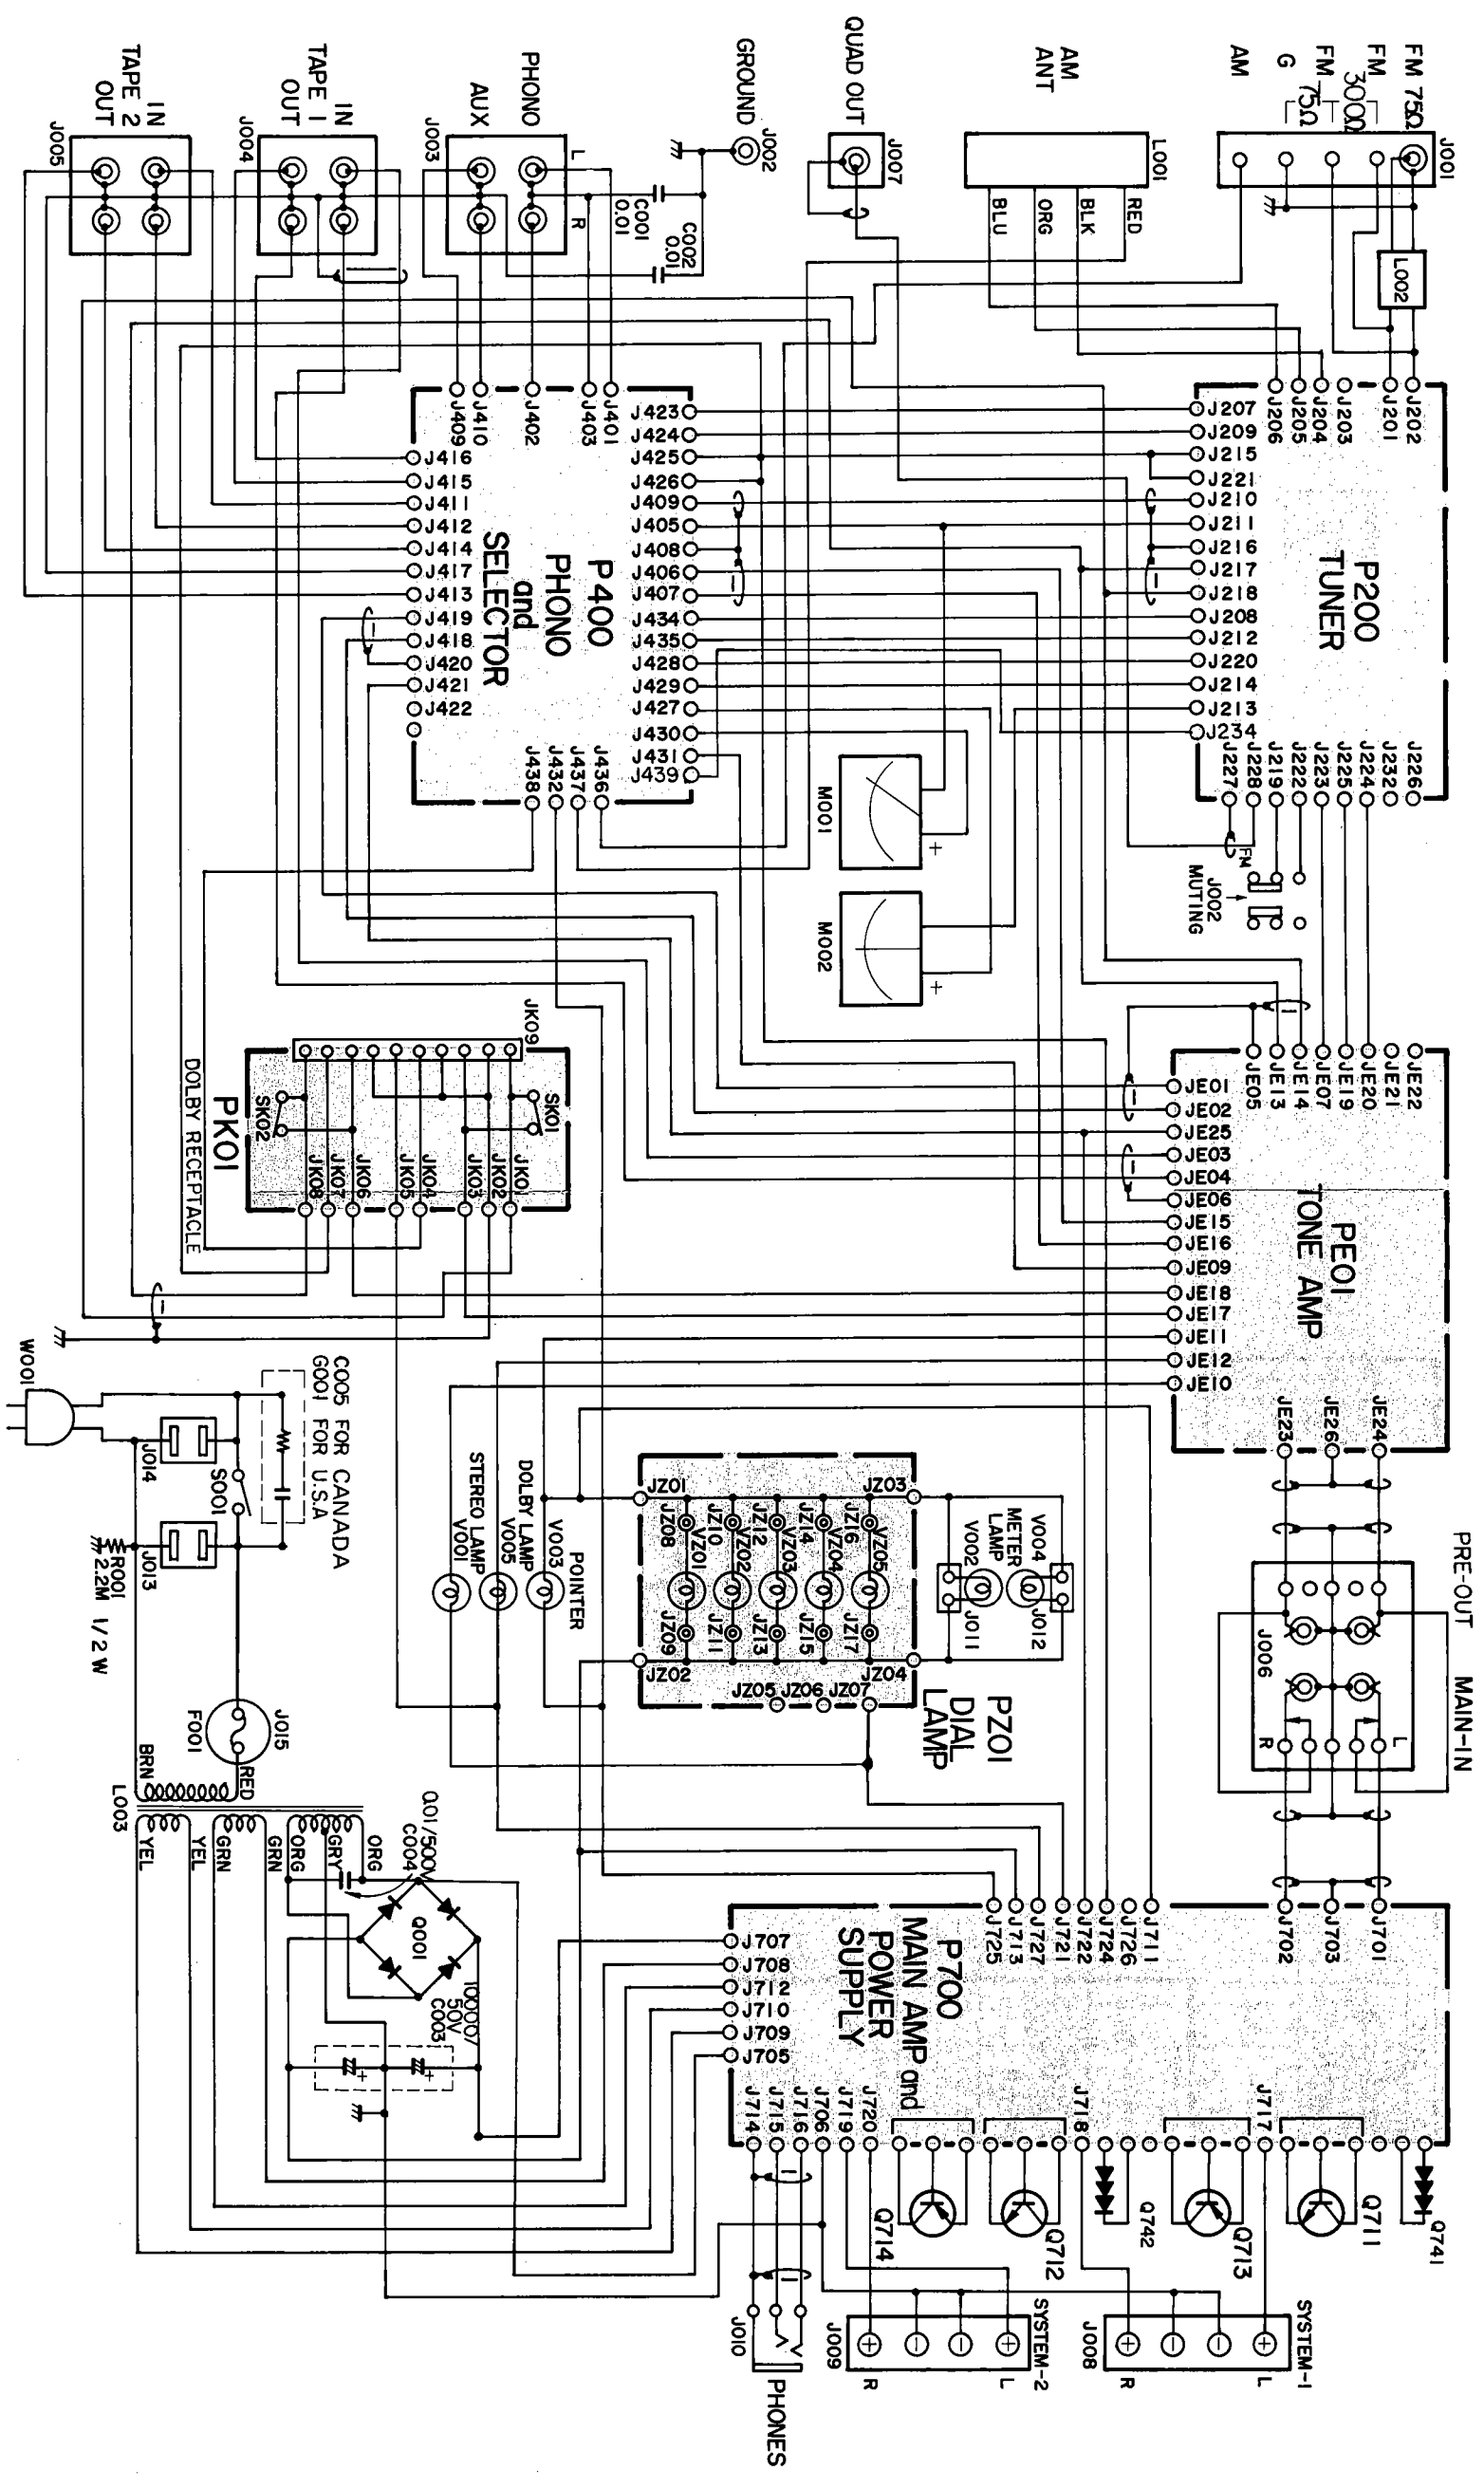 FM 75Ω
FM
300Ω
FM
75Ω
G
AM
J001
L002
AM
ANT
L001
RED
BLK
ORG
BLU
QUAD OUT
J007
GROUND
J002
PHONO
AUX
J003
L
R
C001
0.01
C002
0.01
IN
TAPE 1
OUT
J004
IN
TAPE 2
OUT
J005
P200
TUNER
J202
J201
J203
J204
J205
J206
J207
J209
J215
J221
J210
J211
J216
J217
J218
J208
J212
J220
J214
J213
J234
J226
J232
J224
J225
J223
J222
J219
J228
J227
FM
J002
MUTING
P400
PHONO
and
SELECTOR
J401
J403
J402
J410
J409
J423
J424
J425
J426
J409
J405
J408
J406
J407
J434
J435
J428
J429
J427
J430
J431
J439
J416
J415
J411
J412
J414
J417
J413
J419
J418
J420
J421
J422
J436
J437
J432
J438
M001
+
M002
+
PE01
TONE AMP
JE22
JE21
JE20
JE19
JE07
JE14
JE13
JE05
JE01
JE02
JE25
JE03
JE04
JE06
JE15
JE16
JE09
JE18
JE17
JE11
JE12
JE10
JE24
JE26
JE23
JK09
SK01
SK02
JK01
JK02
JK03
JK04
JK05
JK06
JK07
JK08
PK01
DOLBY RECEPTACLE
PRE-OUT
MAIN-IN
J006
L
R
PZ01
DIAL
LAMP
JZ03
JZ01
JZ16
JZ14
JZ12
JZ10
JZ08
VZ05
VZ04
VZ03
VZ02
VZ01
JZ17
JZ15
JZ13
JZ11
JZ09
JZ04
JZ02
JZ07
JZ06
JZ05
V004
METER
LAMP
V002
J012
J011
POINTER
V003
DOLBY LAMP
V005
STEREO LAMP
V001
C005 FOR CANADA
G001 FOR U.S.A
W001
J014
S001
J013
R001
2.2M 1/2W
J015
F001
RED
BRN
L003
ORG
GRY
ORG
GRN
GRN
YEL
YEL
C004
Q001
50V
C003
P700
MAIN AMP and
POWER
SUPPLY
J701
J703
J702
J711
J726
J724
J722
J721
J727
J713
J725
J707
J708
J712
J710
J709
J705
J717
J718
J720
J719
J706
J716
J715
J714
Q741
Q711
Q713
Q742
Q712
Q714
SYSTEM-1
J008
L
R
SYSTEM-2
J009
L
R
J010
PHONES